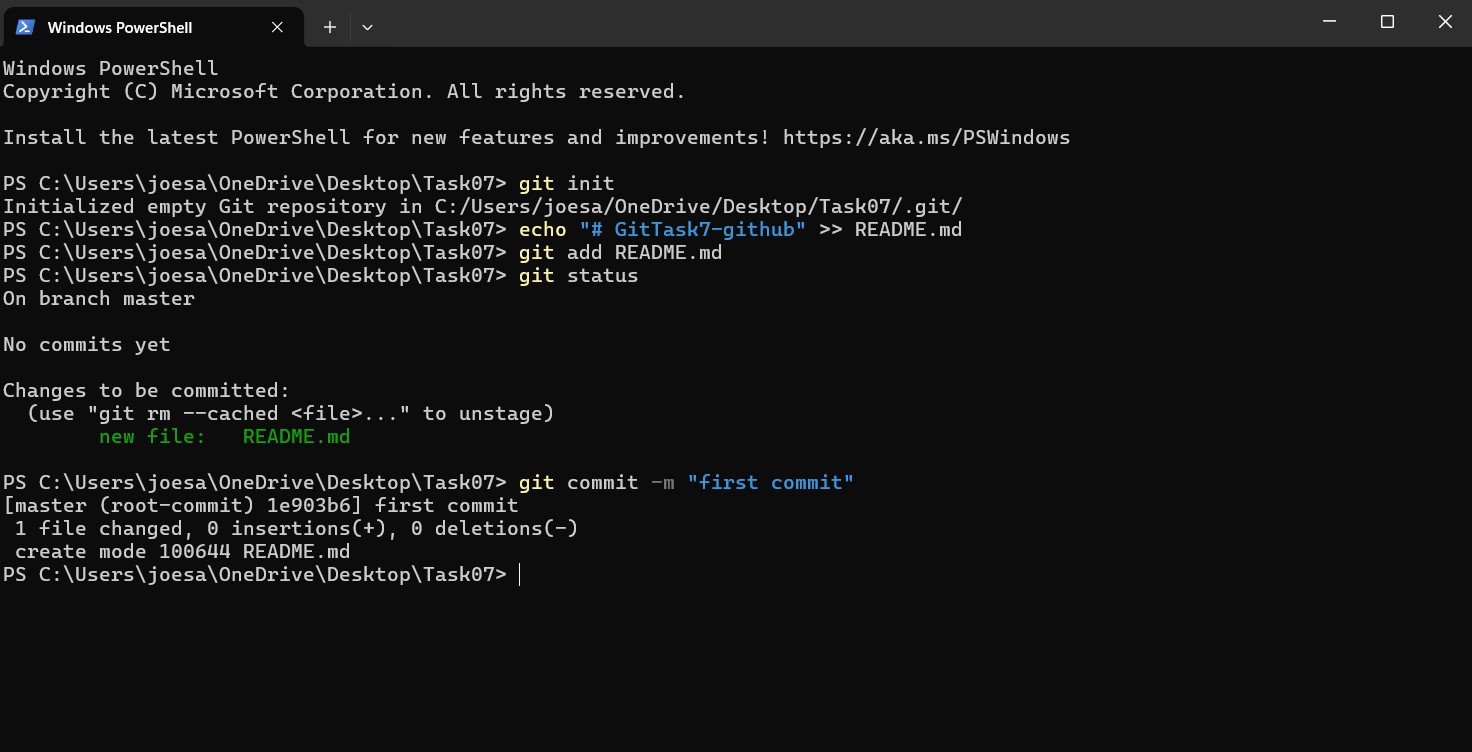 Windows PowerShell
Windows PowerShell
Copyright (C) Microsoft Corporation. All rights reserved.
Install the latest PowerShell for new features and improvements! https://aka.ms/PSWindows
PS C:\Users\joesa\OneDrive\Desktop\Task07> git init
Initialized empty Git repository in C:/Users/joesa/OneDrive/Desktop/Task07/.git/
PS C:\Users\joesa\OneDrive\Desktop\Task07> echo "# GitTask7-github" >> README.md
PS C:\Users\joesa\OneDrive\Desktop\Task07> git add README.md
PS C:\Users\joesa\OneDrive\Desktop\Task07> git status
On branch master
No commits yet
Changes to be committed:
  (use "git rm --cached <file>..." to unstage)
        new file:   README.md
PS C:\Users\joesa\OneDrive\Desktop\Task07> git commit -m "first commit"
[master (root-commit) 1e903b6] first commit
 1 file changed, 0 insertions(+), 0 deletions(-)
 create mode 100644 README.md
PS C:\Users\joesa\OneDrive\Desktop\Task07>